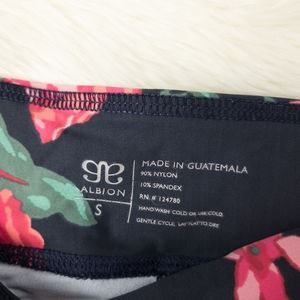 ALBION
S
MADE IN GUATEMALA
90% NYLON
10% SPANDEX
RN # 124780
HAND WASH COLD OR USE COLD
GENTLE CYCLE, LAY FLAT TO DRY